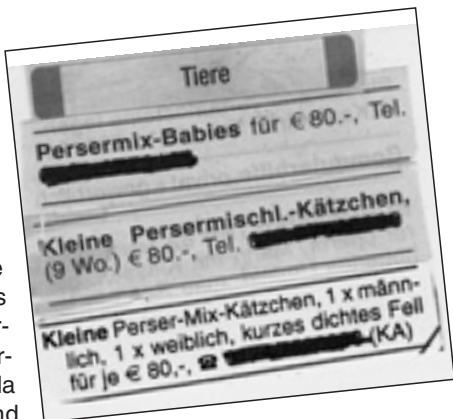 Tiere
Persermix-Babies für € 80.-, Tel.
Kleine Persermischl.-Kätzchen,
(9 Wo.) € 80.-, Tel.
Kleine Perser-Mix-Kätzchen, 1 x männ-
lich, 1 x weiblich, kurzes dichtes Fell
für je € 80,-, ☎ (KA)